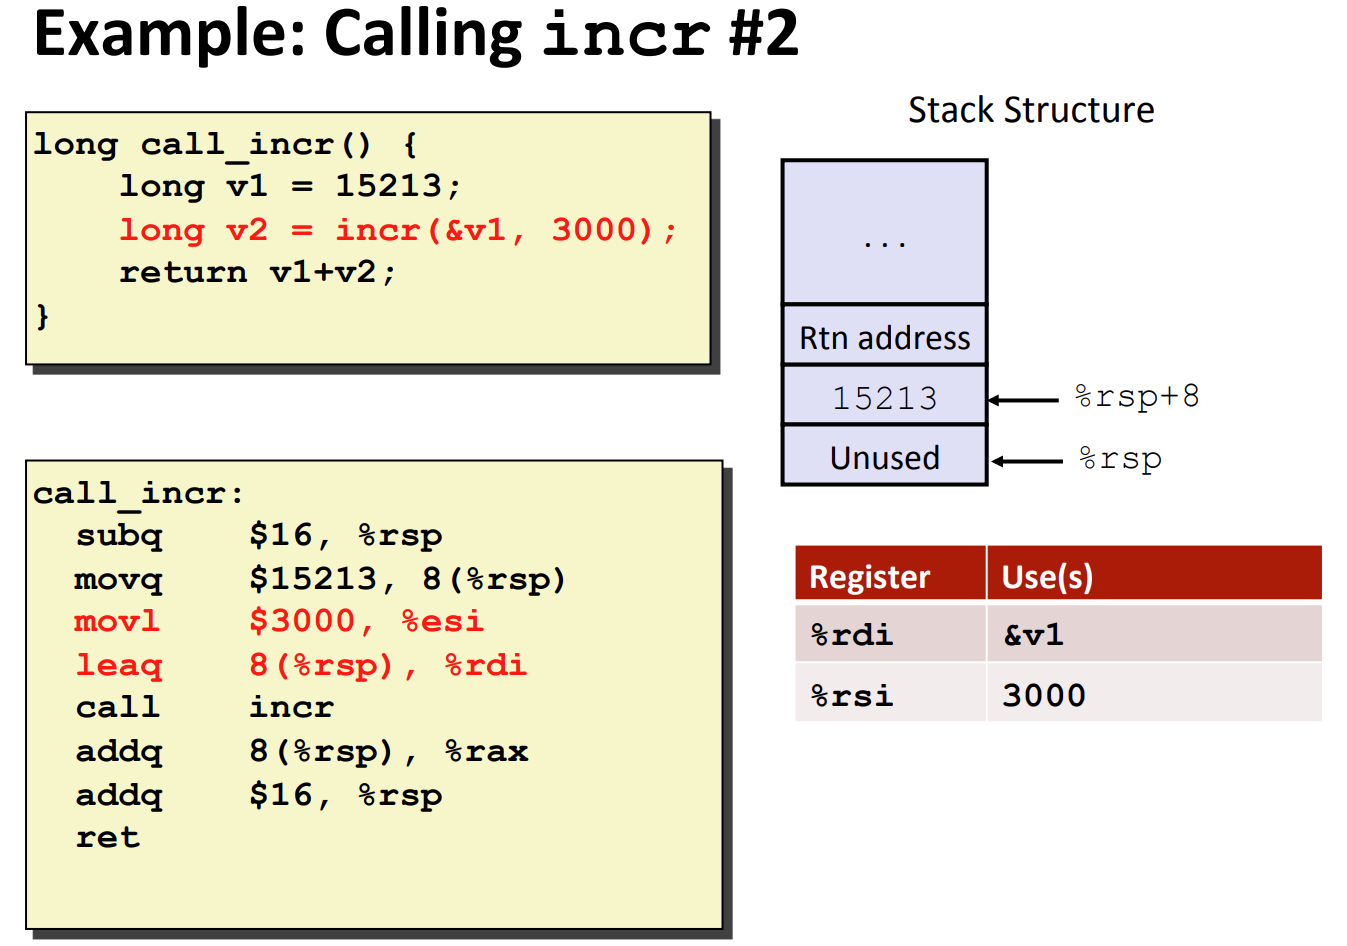 Example: Calling incr #2
long call_incr() {
    long v1 = 15213;
    long v2 = incr(&v1, 3000);
    return v1+v2;
}
call_incr:
  subq    $16, %rsp
  movq    $15213, 8(%rsp)
  movl    $3000, %esi
  leaq    8(%rsp), %rdi
  call    incr
  addq    8(%rsp), %rax
  addq    $16, %rsp
  ret
Stack Structure
...
Rtn address
15213 %rsp+8
Unused %rsp
Register Use(s)
%rdi &v1
%rsi 3000